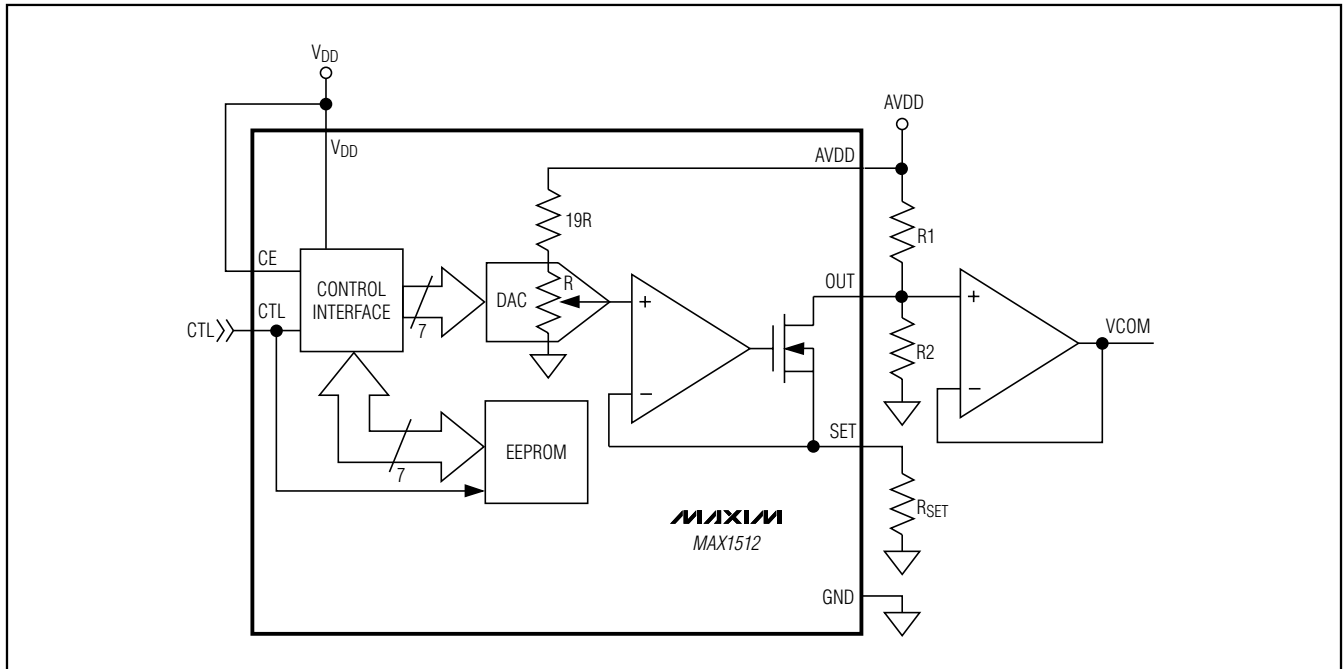 VDD
AVDD
VDD
AVDD
19R
R1
CE
CONTROL
INTERFACE
DAC
R
+
OUT
+
CTL
CTL
7
R2
VCOM
−
−
SET
EEPROM
7
RSET
MAXIM
MAX1512
GND